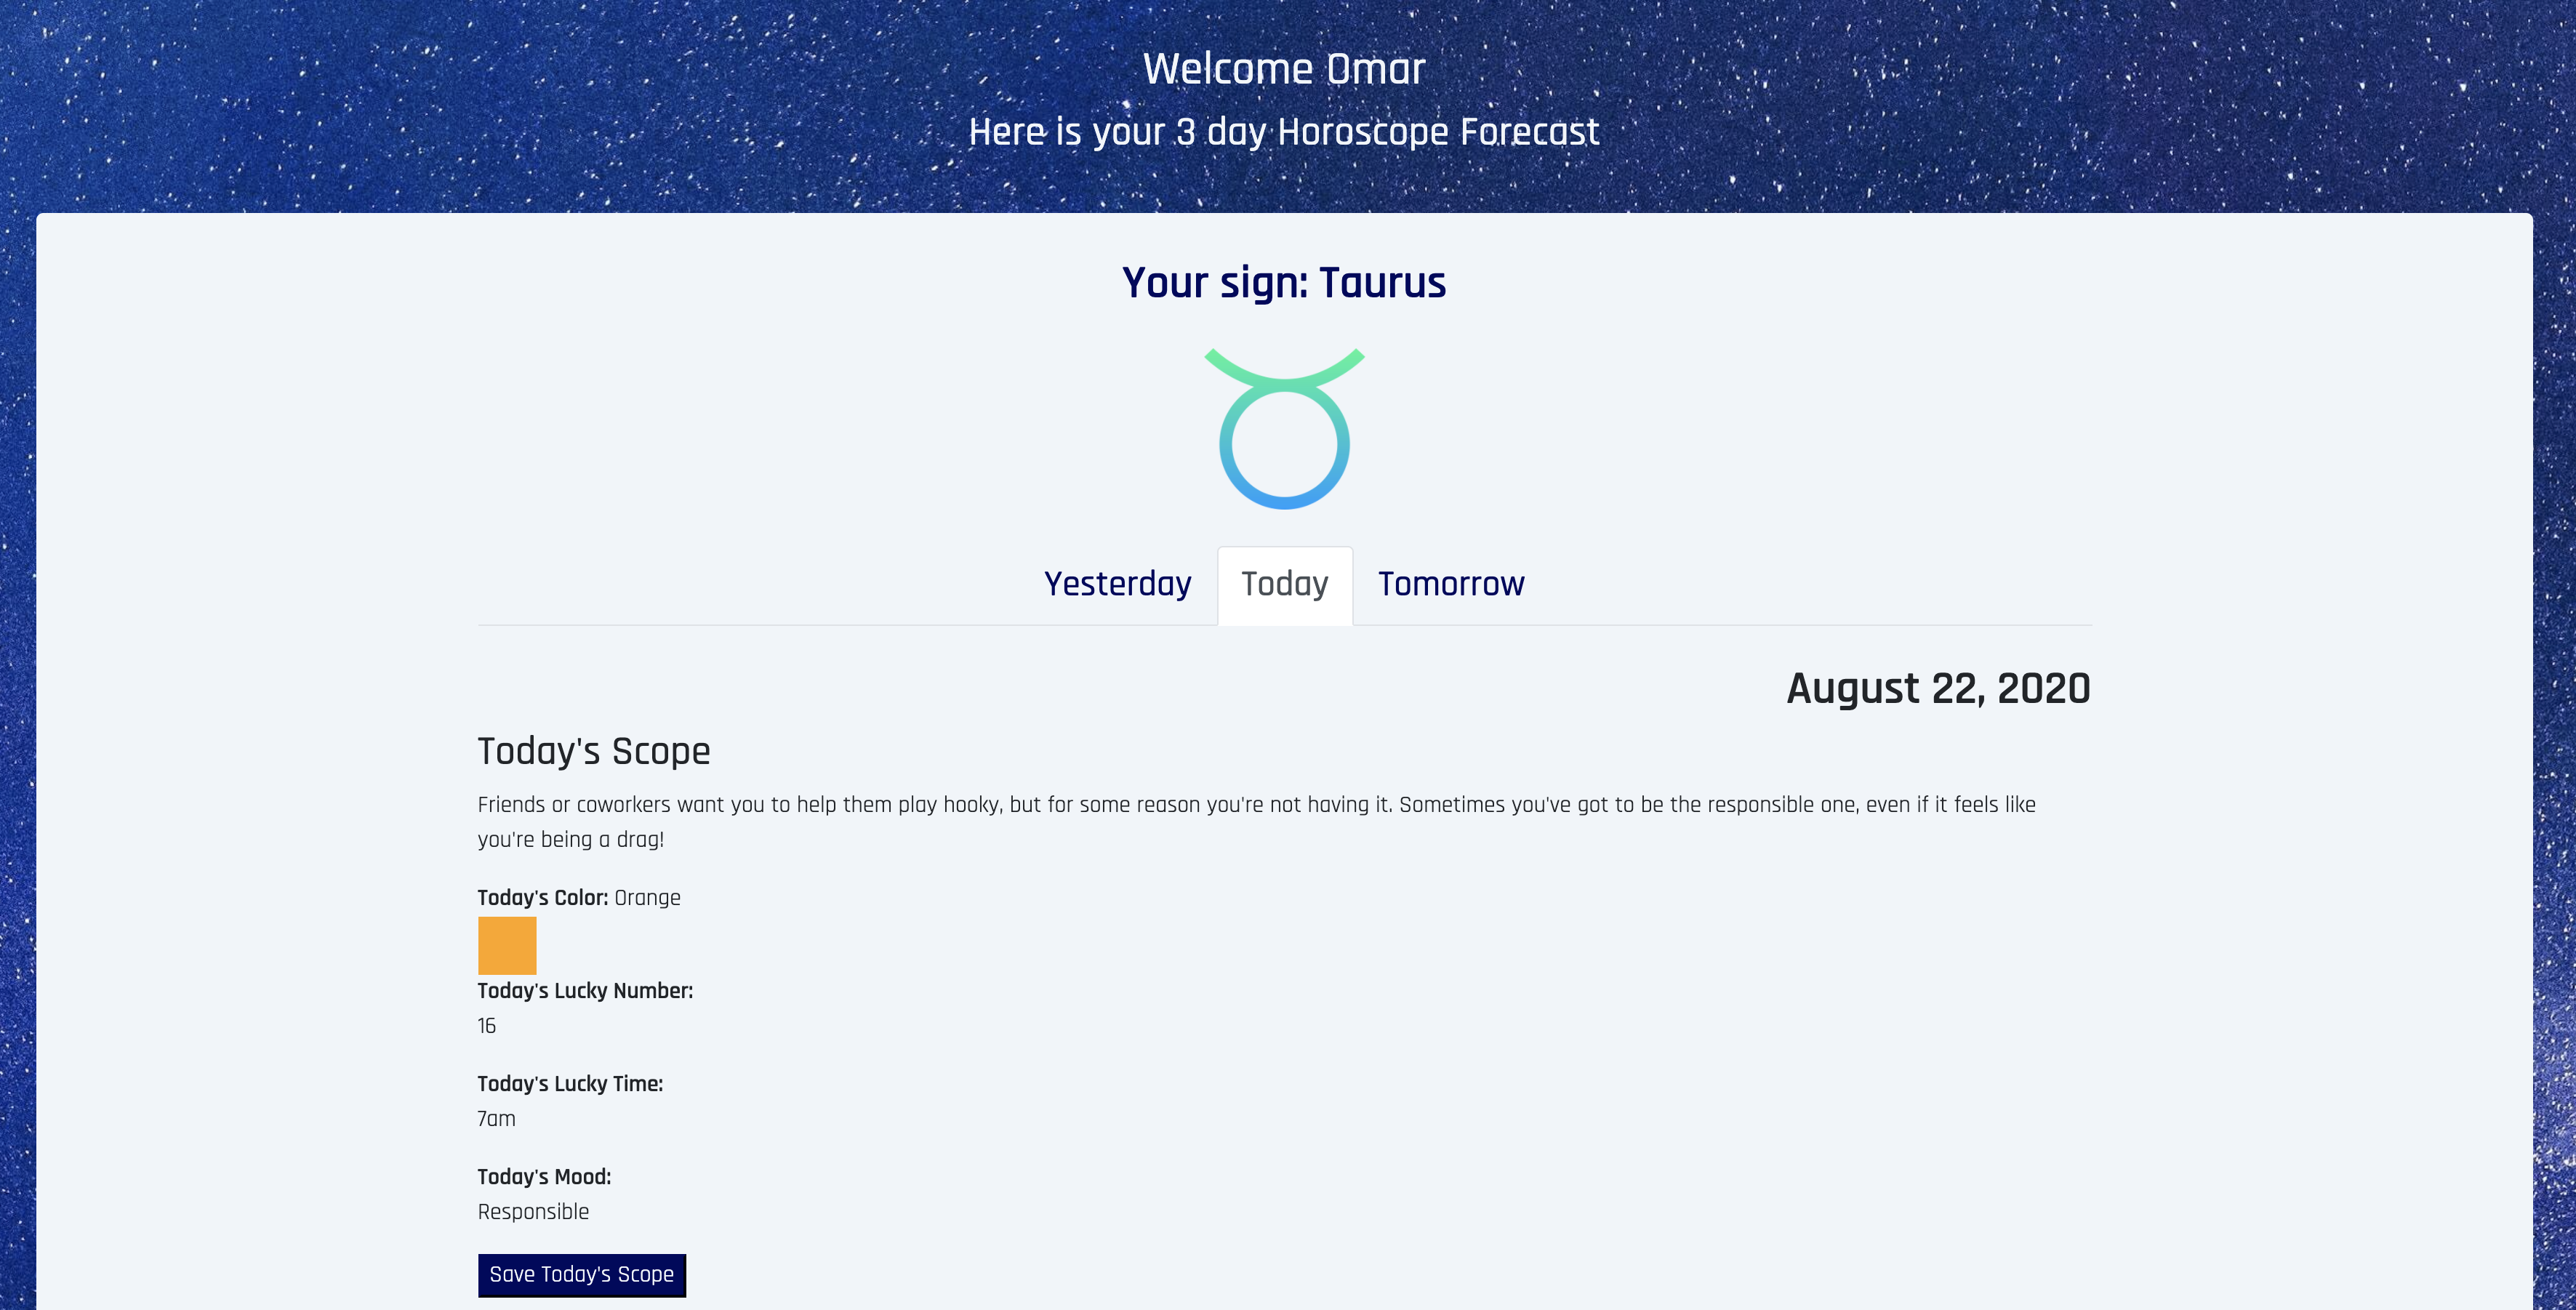 Welcome Omar
Here is your 3 day Horoscope Forecast
Your sign: Taurus
Yesterday
Today
Tomorrow
August 22, 2020
Today's Scope
Friends or coworkers want you to help them play hooky, but for some reason you're not having it. Sometimes you've got to be the responsible one, even if it feels like
you're being a drag!
Today's Color: Orange
Today's Lucky Number:
16
Today's Lucky Time:
7am
Today's Mood:
Responsible
Save Today's Scope